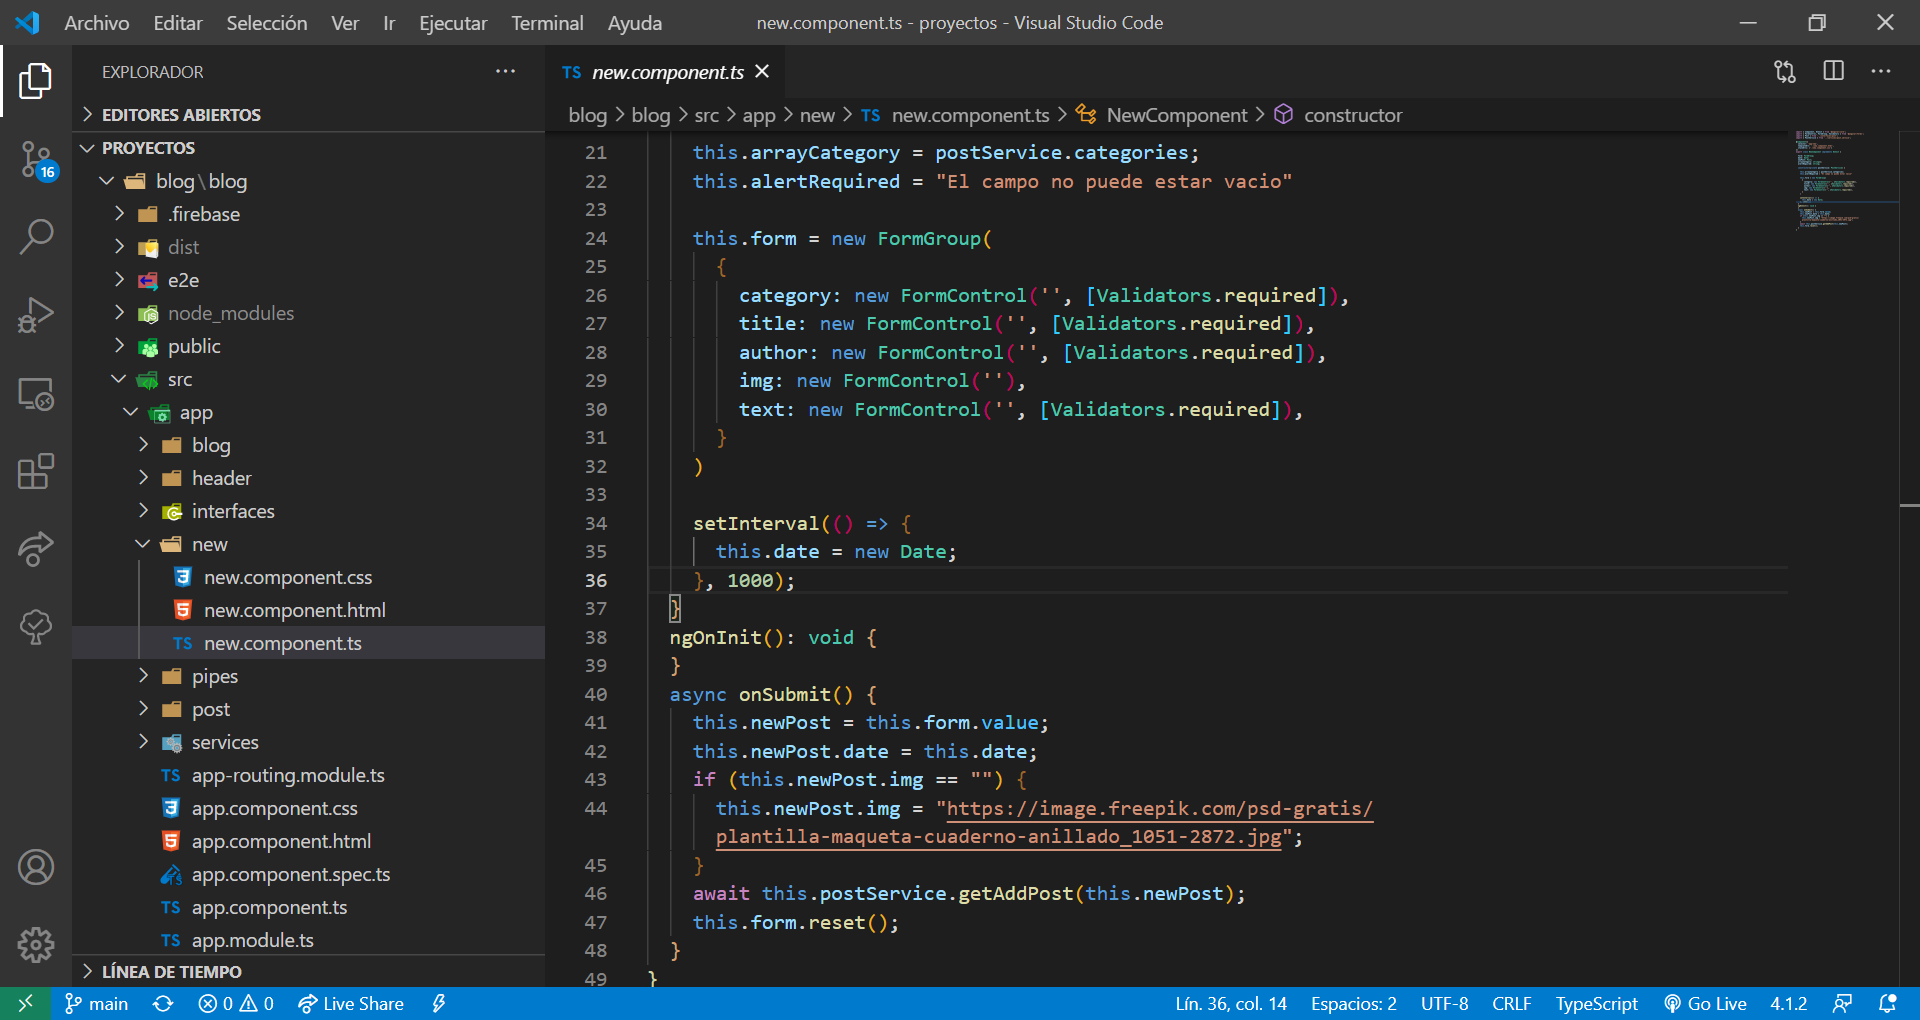 Archivo Editar Selección Ver Ir Ejecutar Terminal Ayuda new.component.ts - proyectos - Visual Studio Code
EXPLORADOR
EDITORES ABIERTOS
PROYECTOS
blog\blog
.firebase
dist
e2e
node_modules
public
src
app
blog
header
interfaces
new
new.component.css
new.component.html
TS new.component.ts
pipes
post
services
TS app-routing.module.ts
app.component.css
app.component.html
app.component.spec.ts
TS app.component.ts
TS app.module.ts
LÍNEA DE TIEMPO
16
TS new.component.ts
blog > blog > src > app > new > TS new.component.ts > NewComponent > constructor
21 this.arrayCategory = postService.categories;
22 this.alertRequired = "El campo no puede estar vacio"
23
24 this.form = new FormGroup(
25 {
26 category: new FormControl('', [Validators.required]),
27 title: new FormControl('', [Validators.required]),
28 author: new FormControl('', [Validators.required]),
29 img: new FormControl(''),
30 text: new FormControl('', [Validators.required]),
31 }
32 )
33
34 setInterval(() => {
35 this.date = new Date;
36 }, 1000);
37 }
38 ngOnInit(): void {
39 }
40 async onSubmit() {
41 this.newPost = this.form.value;
42 this.newPost.date = this.date;
43 if (this.newPost.img == "") {
44 this.newPost.img = "https://image.freepik.com/psd-gratis/
plantilla-maqueta-cuaderno-anillado_1051-2872.jpg";
45 }
46 await this.postService.getAddPost(this.newPost);
47 this.form.reset();
48 }
49 }
main 0 0 Live Share Lín. 36, col. 14 Espacios: 2 UTF-8 CRLF TypeScript Go Live 4.1.2